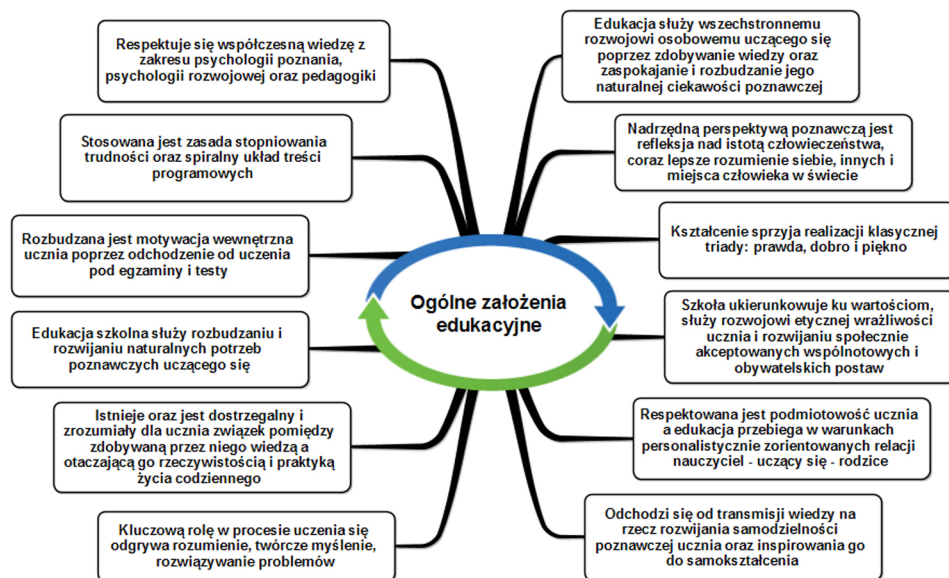 Respektuje się współczesną wiedzę z
zakresu psychologii poznania,
psychologii rozwojowej oraz pedagogiki
Stosowana jest zasada stopniowania
trudności oraz spiralny układ treści
programowych
Rozbudzana jest motywacja wewnętrzna
ucznia poprzez odchodzenie od uczenia
pod egzaminy i testy
Edukacja szkolna służy rozbudzaniu i
rozwijaniu naturalnych potrzeb
poznawczych uczącego się
Istnieje oraz jest dostrzegalny i
zrozumiały dla ucznia związek pomiędzy
zdobywaną przez niego wiedzą a
otaczającą go rzeczywistością i praktyką
życia codziennego
Kluczową rolę w procesie uczenia się
odgrywa rozumienie, twórcze myślenie,
rozwiązywanie problemów
Ogólne założenia
edukacyjne
Edukacja służy wszechstronnemu
rozwojowi osobowemu uczącego się
poprzez zdobywanie wiedzy oraz
zaspokajanie i rozbudzanie jego
naturalnej ciekawości poznawczej
Nadrzędną perspektywą poznawczą jest
refleksja nad istotą człowieczeństwa,
coraz lepsze rozumienie siebie, innych i
miejsca człowieka w świecie
Kształcenie sprzyja realizacji klasycznej
triady: prawda, dobro i piękno
Szkoła ukierunkowuje ku wartościom,
służy rozwojowi etycznej wrażliwości
ucznia i rozwijaniu społecznie
akceptowanych wspólnotowych i
obywatelskich postaw
Respektowana jest podmiotowość ucznia
a edukacja przebiega w warunkach
personalistycznie zorientowanych relacji
nauczyciel - uczący się - rodzice
Odchodzi się od transmisji wiedzy na
rzecz rozwijania samodzielności
poznawczej ucznia oraz inspirowania go
do samokształcenia